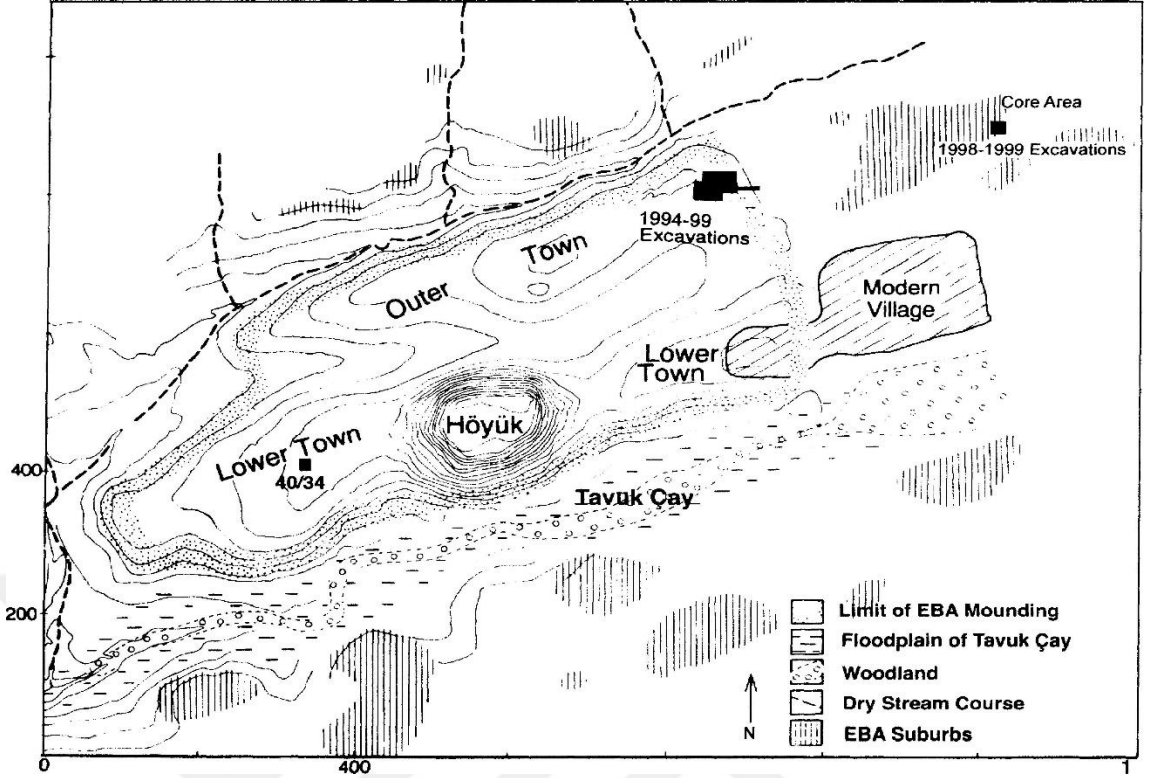 Core Area
1998-1999 Excavations
1994-99
Excavations
Town
Outer
Modern
Village
Lower
Town
Höyük
Lower Town
40/34
400
Tavuk Çay
200
Limit of EBA Mounding
Floodplain of Tavuk Çay
Woodland
Dry Stream Course
EBA Suburbs
N
0
0
400
1